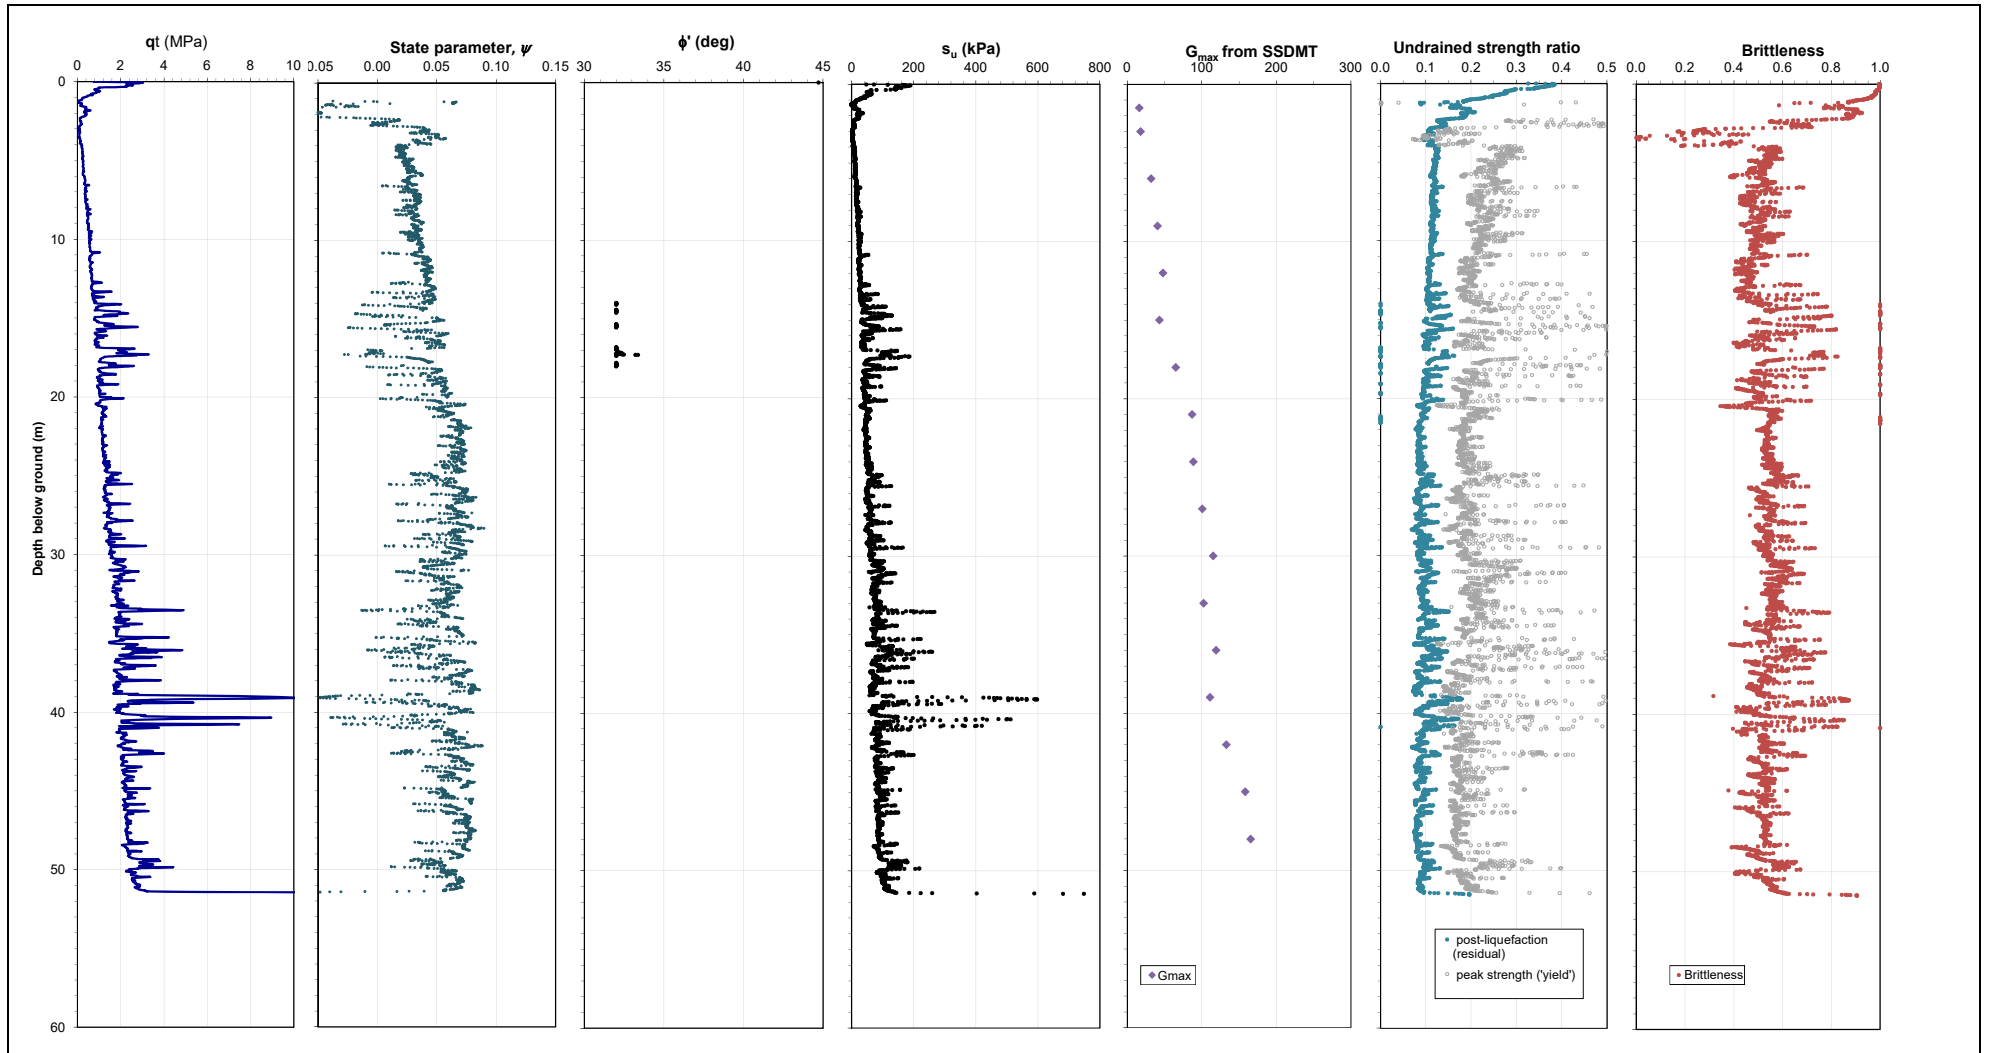 qt (MPa)
State parameter, ψ
ϕ' (deg)
su (kPa)
Gmax from SSDMT
Undrained strength ratio
Brittleness
0 2 4 6 8 10
0.05 0.00 0.05 0.10 0.15
30 35 40 45
0 200 400 600 800
0 100 200 300
0.0 0.1 0.2 0.3 0.4 0.5
0.0 0.2 0.4 0.6 0.8 1.0
0
10
20
30
40
50
60
Depth below ground (m)
Gmax
post-liquefaction
(residual)
peak strength ('yield')
Brittleness